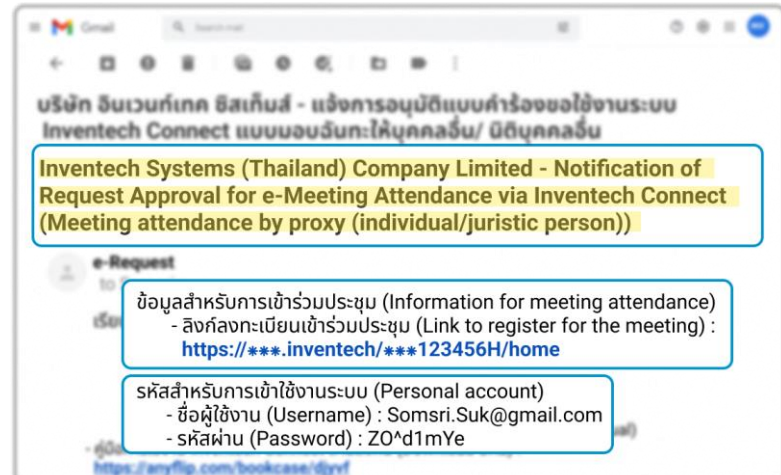 Gmail
Search mail
บริษัท อินเวนท์เทค ซิสเท็มส์ - แจ้งการอนุมัติแบบคำร้องขอใช้งานระบบ
Inventech Connect แบบมอบฉันทะให้บุคคลอื่น/ นิติบุคคลอื่น
Inventech Systems (Thailand) Company Limited - Notification of
Request Approval for e-Meeting Attendance via Inventech Connect
(Meeting attendance by proxy (individual/juristic person))
e-Request
to
เรีย
ข้อมูลสำหรับการเข้าร่วมประชุม (Information for meeting attendance)
- ลิงก์ลงทะเบียนเข้าร่วมประชุม (Link to register for the meeting) :
https://***.inventech/***123456H/home
รหัสสำหรับการเข้าใช้งานระบบ (Personal account)
- ชื่อผู้ใช้งาน (Username) : Somsri.Suk@gmail.com
- รหัสผ่าน (Password) : ZO^d1mYe
- คู่มือ
https://anyflip.com/bookcase/djyvf